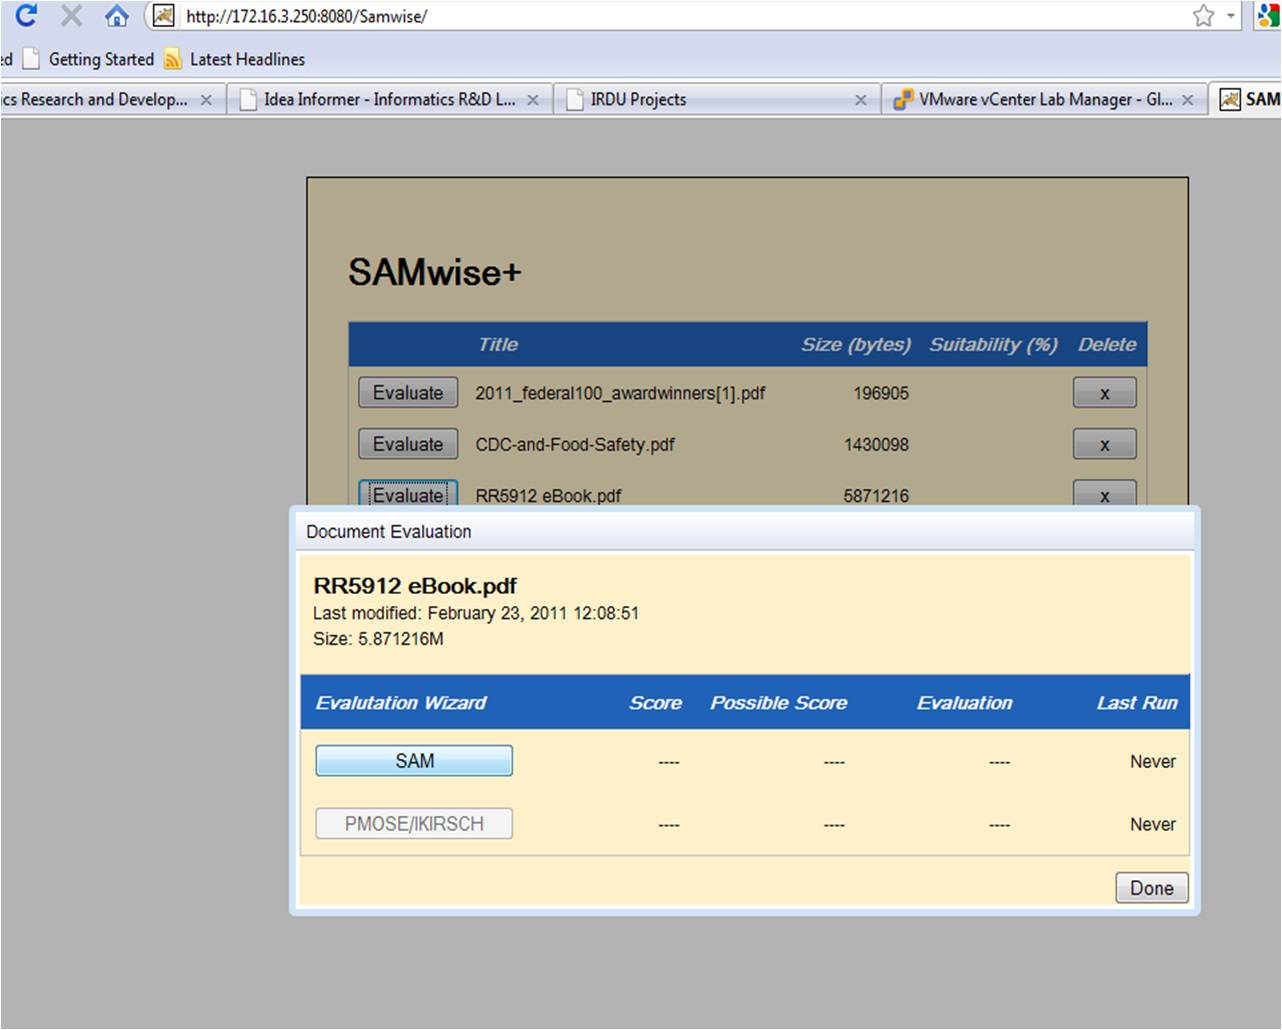 http://172.16.3.250:8080/Samwise/
ed Getting Started Latest Headlines
ics Research and Develop... Idea Informer - Informatics R&D L... IRDU Projects VMware vCenter Lab Manager - Gl... SAM
SAMwise+
Title Size (bytes) Suitability (%) Delete
Evaluate 2011_federal100_awardwinners[1].pdf 196905 x
Evaluate CDC-and-Food-Safety.pdf 1430098 x
Evaluate RR5912 eBook.pdf 5871216 x
Document Evaluation
RR5912 eBook.pdf
Last modified: February 23, 2011 12:08:51
Size: 5.871216M
Evalutation Wizard Score Possible Score Evaluation Last Run
SAM ---- ---- ---- Never
PMOSE/IKIRSCH ---- ---- ---- Never
Done